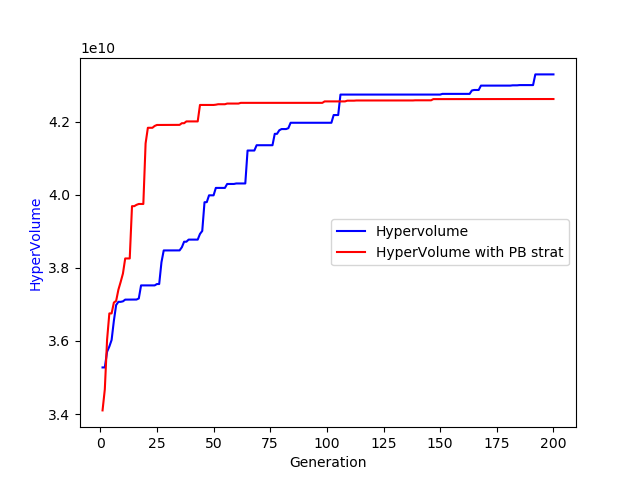 1e10
4.2
4.0
3.8
3.6
3.4
HyperVolume
Hypervolume
HyperVolume with PB strat
0 25 50 75 100 125 150 175 200
Generation